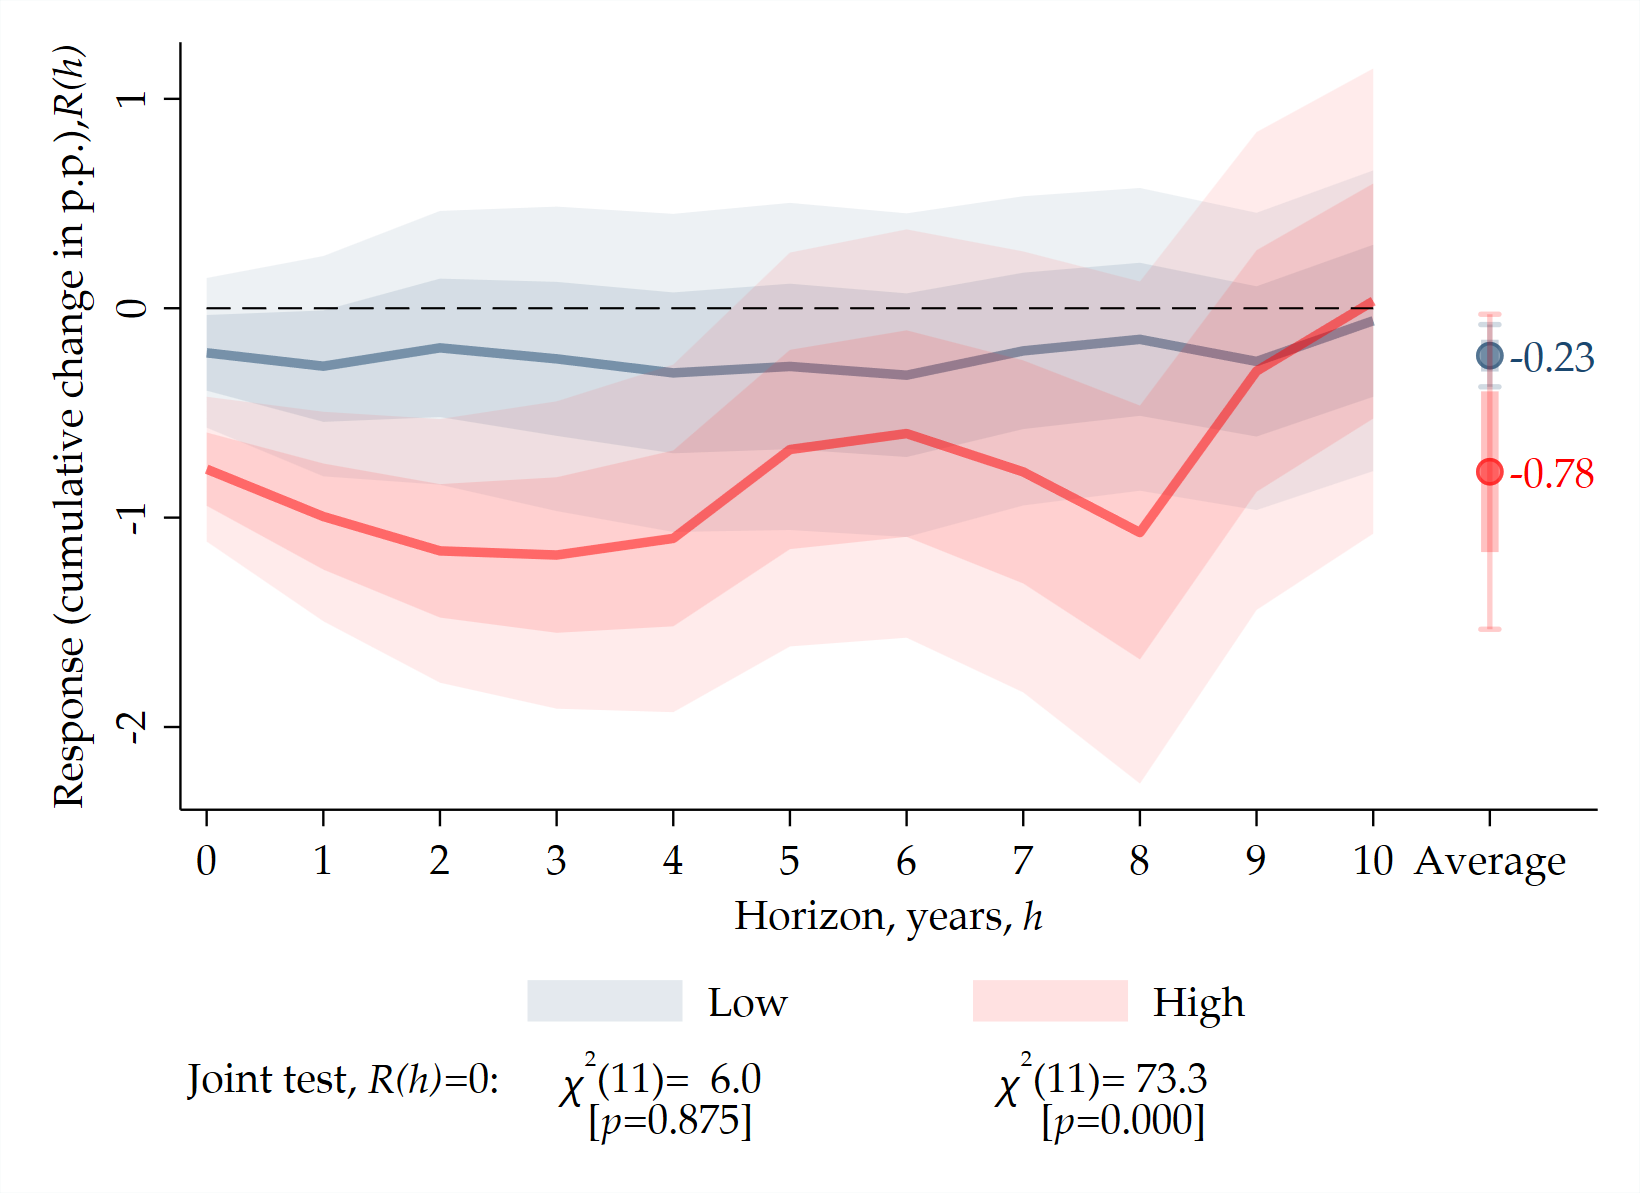 Response (cumulative change in p.p.),R(h)
1
0
-1
-2
-0.23
-0.78
0 1 2 3 4 5 6 7 8 9 10 Average
Horizon, years, h
Low High
Joint test, R(h)=0: χ²(11)= 6.0 χ²(11)= 73.3
[p=0.875] [p=0.000]